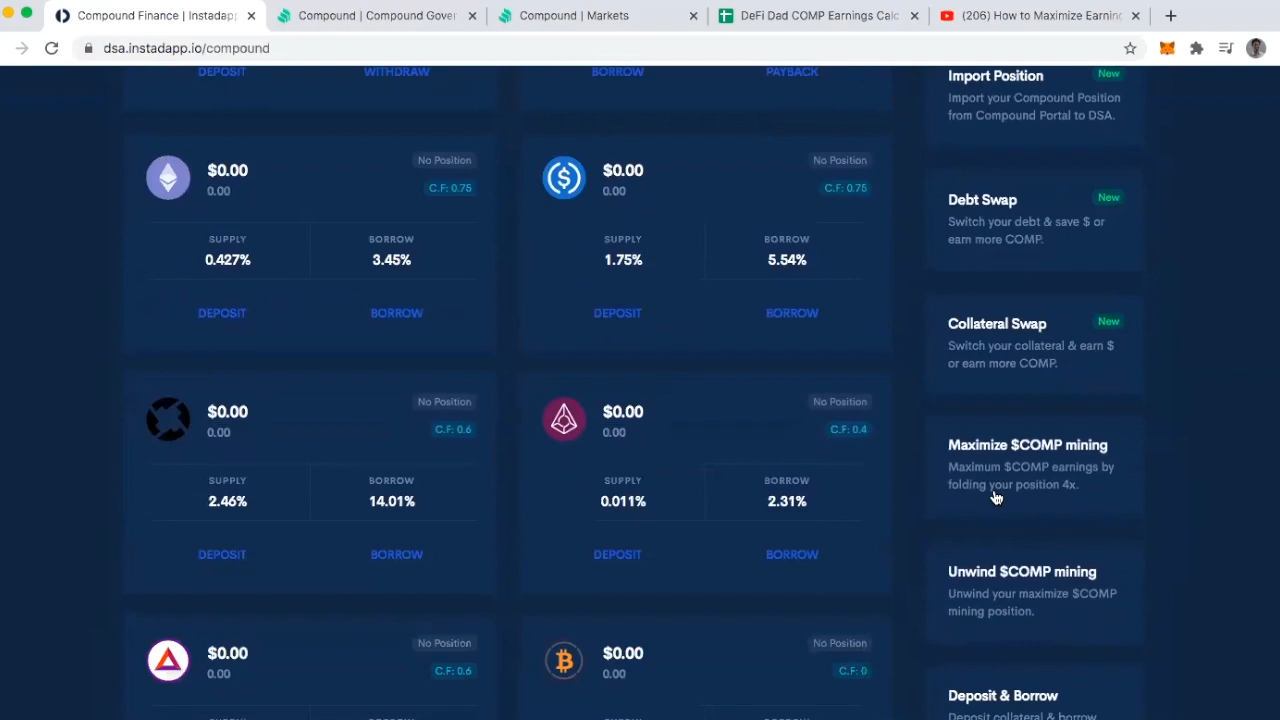 Compound Finance | Instadapp
Compound | Compound Gover
Compound | Markets
DeFi Dad COMP Earnings Calc
(206) How to Maximize Earning
dsa.instadapp.io/compound
DEPOSIT
WITHDRAW
BORROW
PAYBACK
$0.00
0.00
No Position
C.F: 0.75
SUPPLY
BORROW
0.427%
3.45%
DEPOSIT
BORROW
$0.00
0.00
No Position
C.F: 0.75
SUPPLY
BORROW
1.75%
5.54%
DEPOSIT
BORROW
$0.00
0.00
No Position
C.F: 0.6
SUPPLY
BORROW
2.46%
14.01%
DEPOSIT
BORROW
$0.00
0.00
No Position
C.F: 0.4
SUPPLY
BORROW
0.011%
2.31%
DEPOSIT
BORROW
$0.00
0.00
No Position
C.F: 0.6
$0.00
0.00
No Position
C.F: 0
Import Position
New
Import your Compound Position
from Compound Portal to DSA.
Debt Swap
New
Switch your debt & save $ or
earn more COMP.
Collateral Swap
New
Switch your collateral & earn $
or earn more COMP.
Maximize $COMP mining
Maximum $COMP earnings by
folding your position 4x.
Unwind $COMP mining
Unwind your maximize $COMP
mining position.
Deposit & Borrow
Deposit collateral & borrow